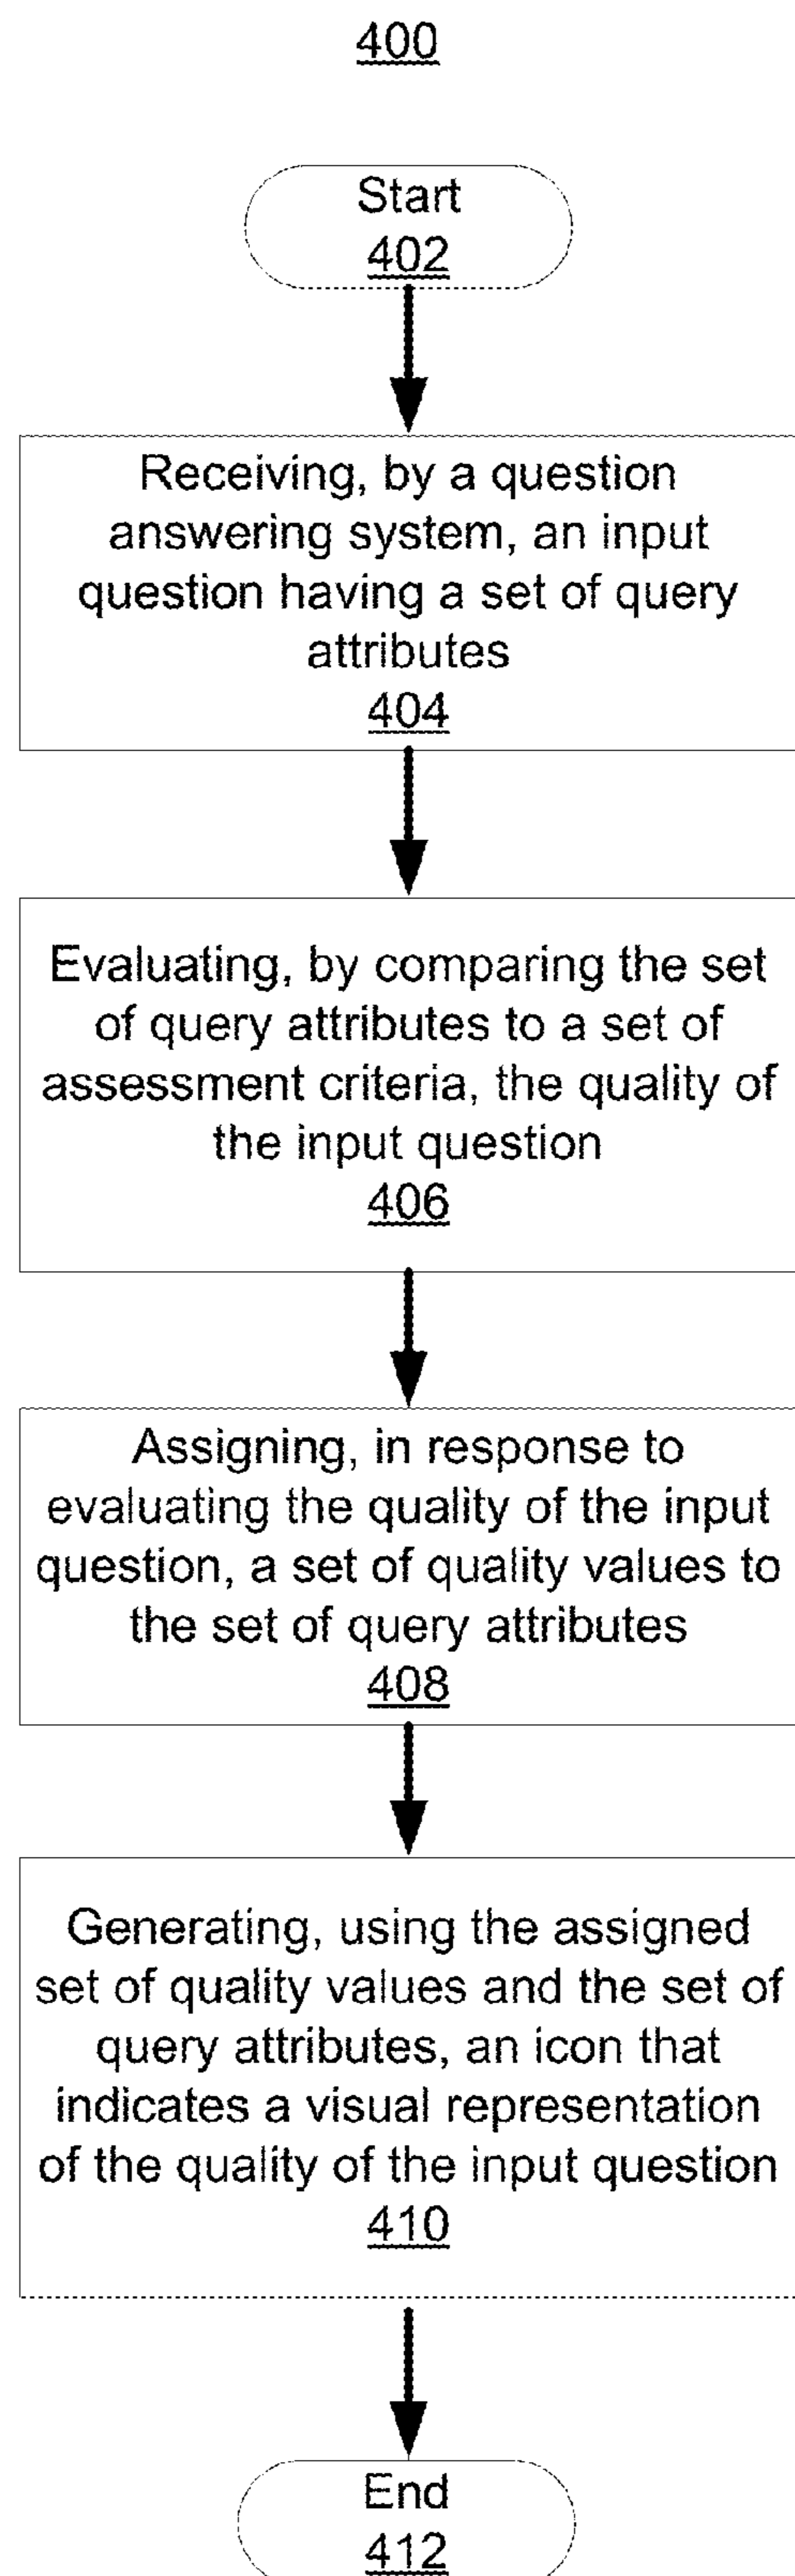 400
Start
402
Receiving, by a question
answering system, an input
question having a set of query
attributes
404
Evaluating, by comparing the set
of query attributes to a set of
assessment criteria, the quality of
the input question
406
Assigning, in response to
evaluating the quality of the input
question, a set of quality values to
the set of query attributes
408
Generating, using the assigned
set of quality values and the set of
query attributes, an icon that
indicates a visual representation
of the quality of the input question
410
End
412